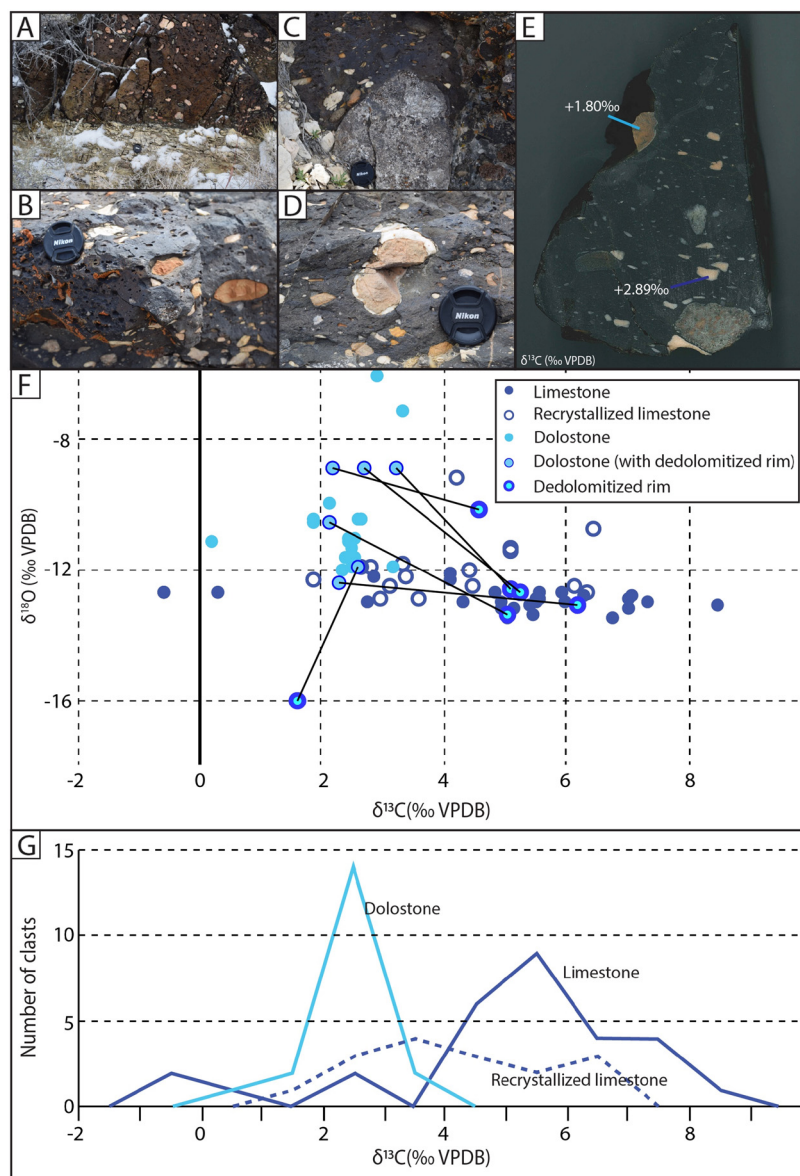 A
C
E
+1.80‰
+2.89‰
δ¹³C (‰ VPDB)
Nikon
B
Nikon
D
Nikon
F
Limestone
Recrystallized limestone
Dolostone
Dolostone (with dedolomitized rim)
Dedolomitized rim
-8
-12
-16
δ¹⁸O (‰ VPDB)
-2
0
2
4
6
8
δ¹³C(‰ VPDB)
G
15
10
5
0
Number of clasts
Dolostone
Limestone
Recrystallized limestone
-2
0
2
4
6
8
δ¹³C(‰ VPDB)